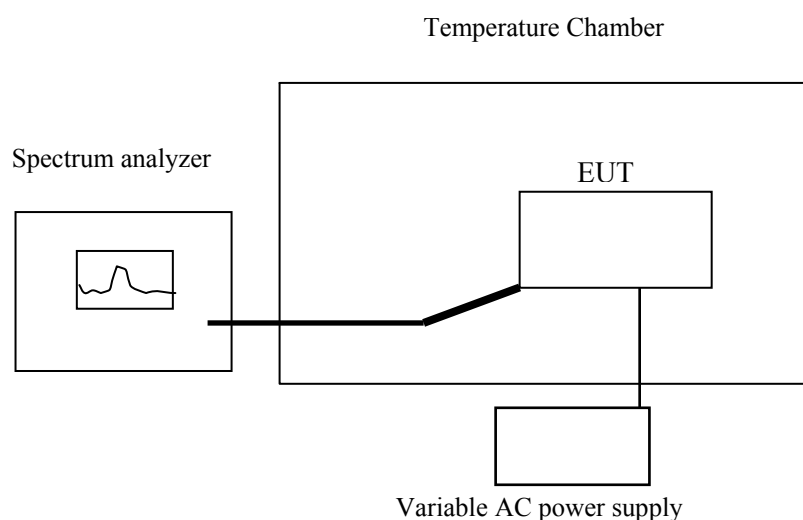 Temperature Chamber
Spectrum analyzer
EUT
Variable AC power supply